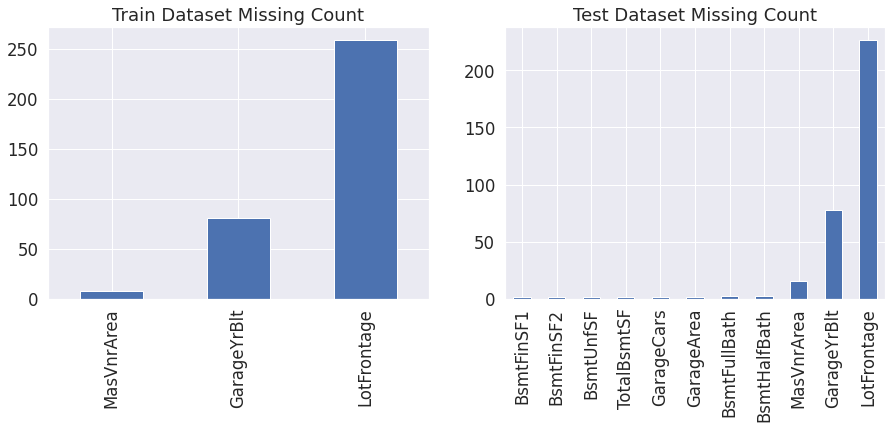 Train Dataset Missing Count
250
200
150
100
50
0
MasVnrArea
GarageYrBlt
LotFrontage
Test Dataset Missing Count
200
150
100
50
0
BsmtFinSF1
BsmtFinSF2
BsmtUnfSF
TotalBsmtSF
GarageCars
GarageArea
BsmtFullBath
BsmtHalfBath
MasVnrArea
GarageYrBlt
LotFrontage